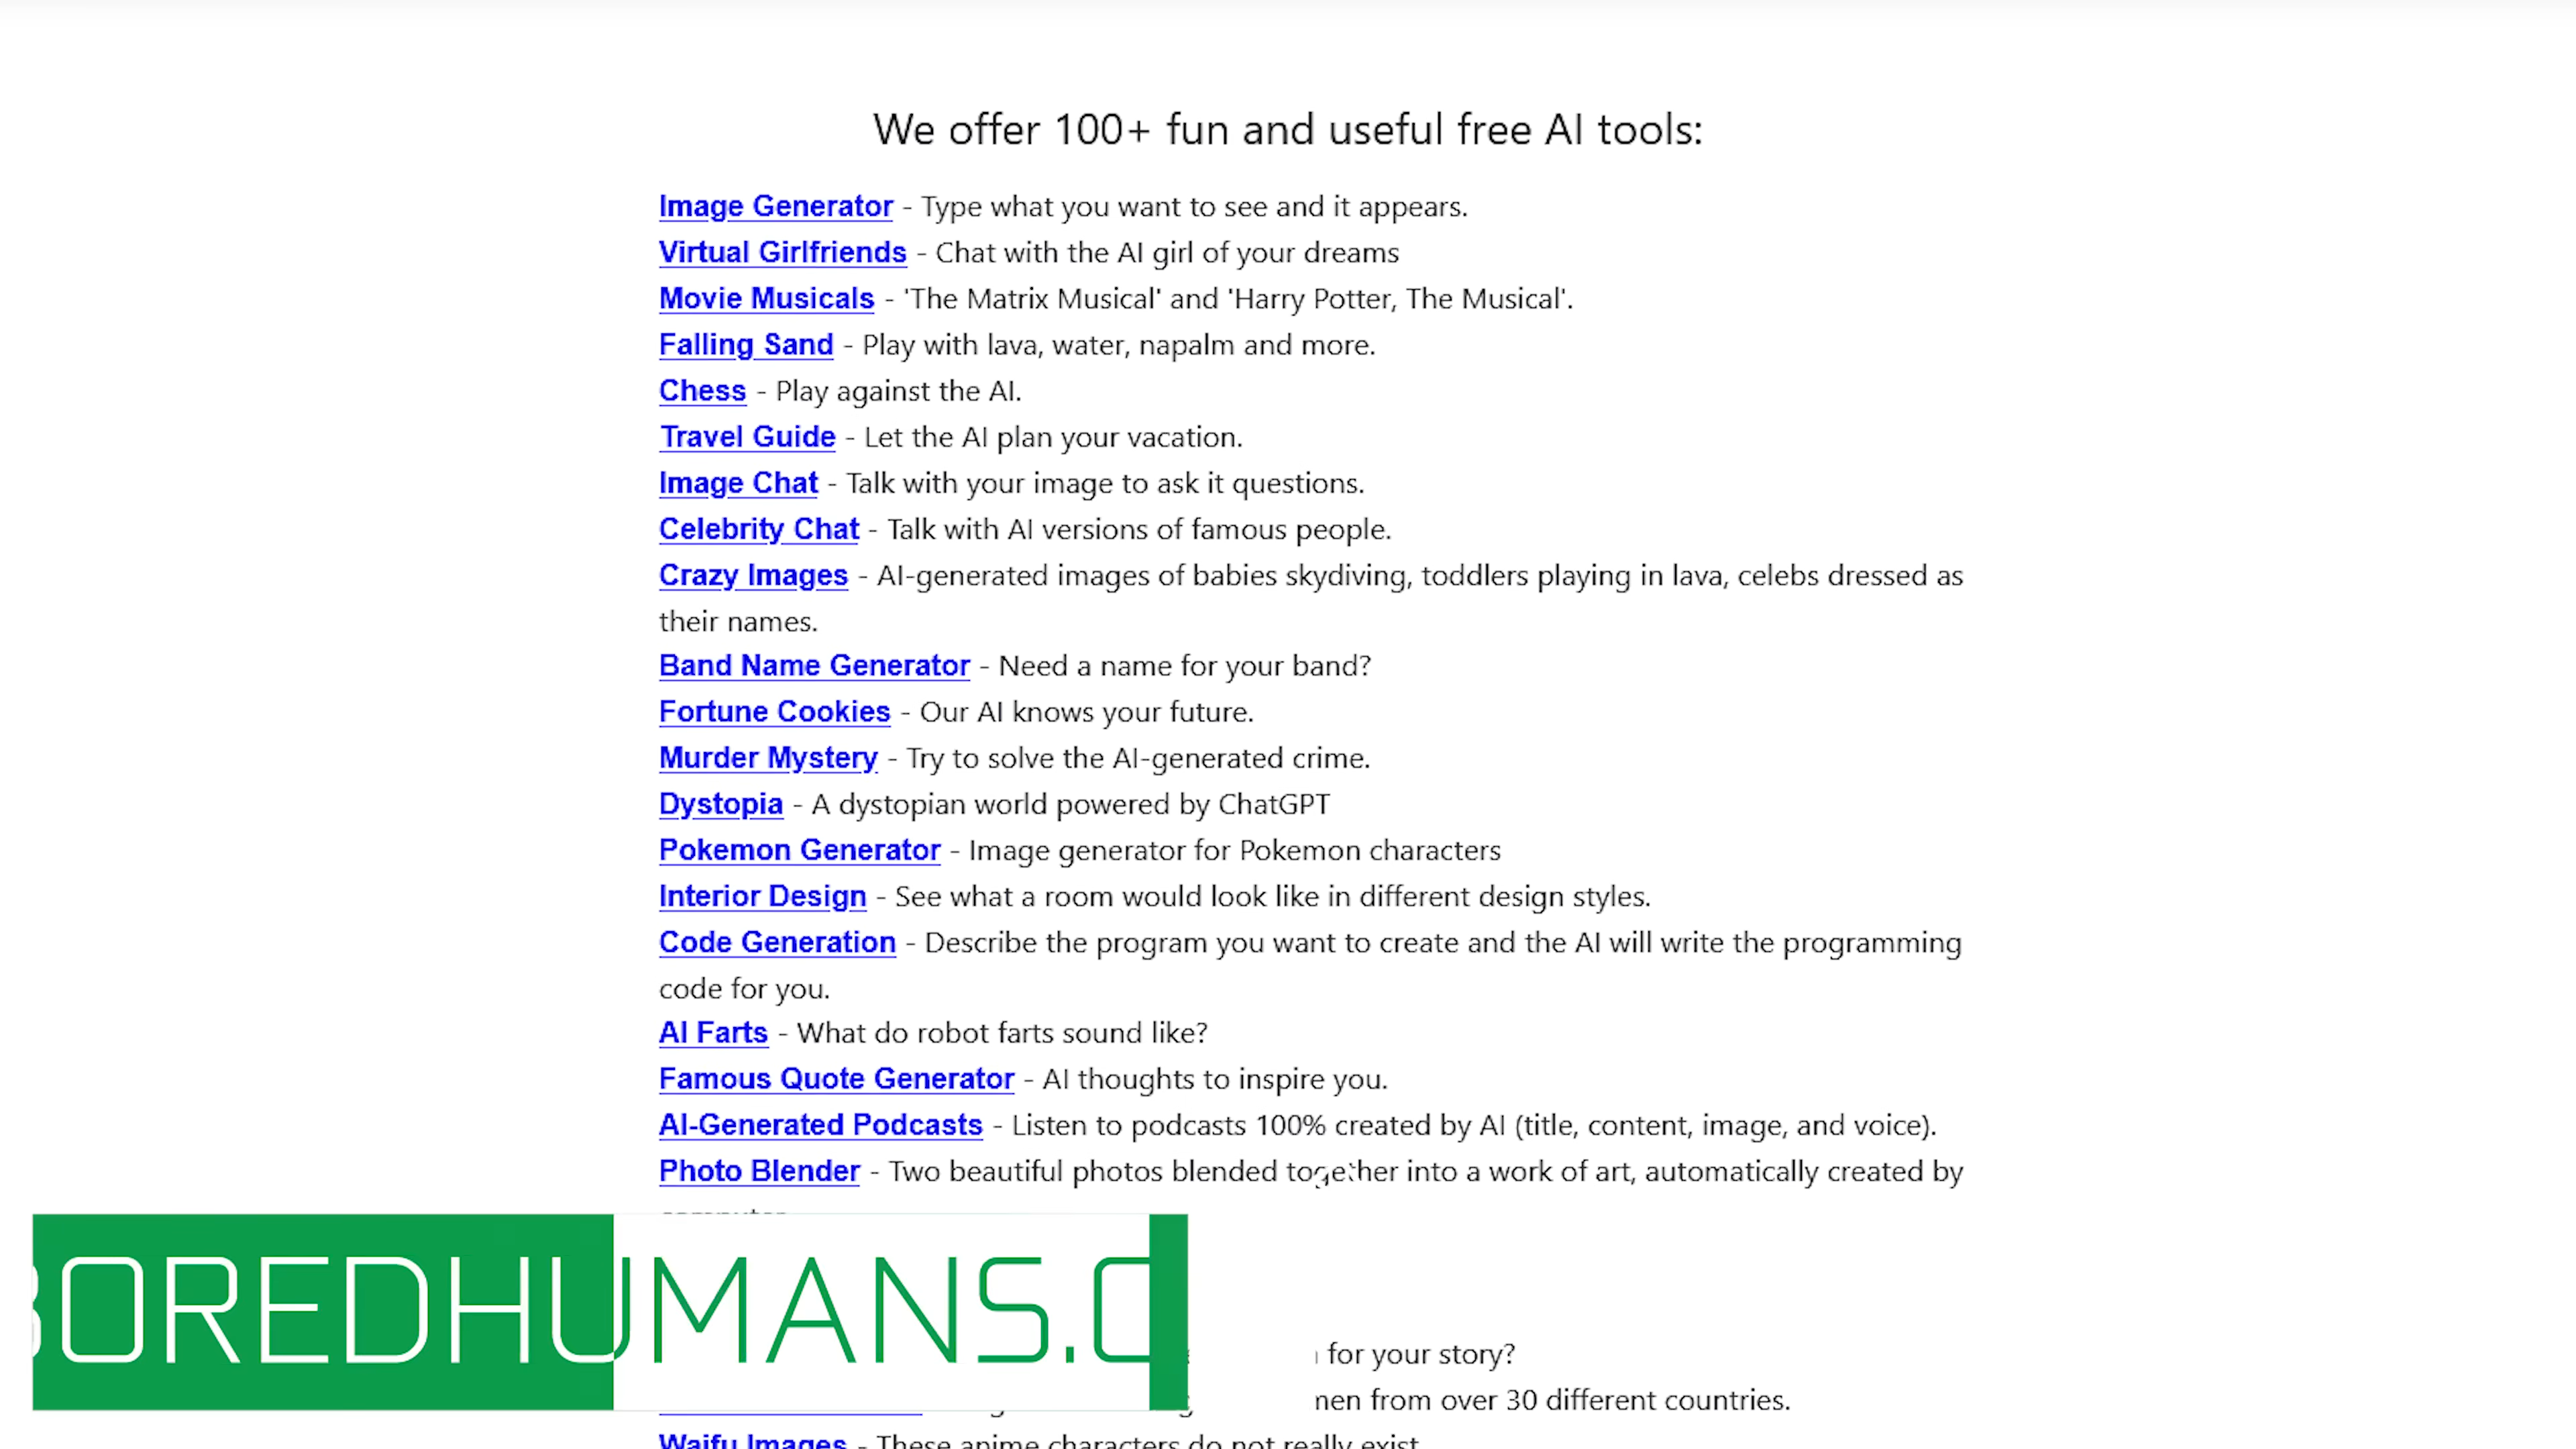 We offer 100+ fun and useful free AI tools:
Image Generator - Type what you want to see and it appears.
Virtual Girlfriends - Chat with the AI girl of your dreams
Movie Musicals - 'The Matrix Musical' and 'Harry Potter, The Musical'.
Falling Sand - Play with lava, water, napalm and more.
Chess - Play against the AI.
Travel Guide - Let the AI plan your vacation.
Image Chat - Talk with your image to ask it questions.
Celebrity Chat - Talk with AI versions of famous people.
Crazy Images - AI-generated images of babies skydiving, toddlers playing in lava, celebs dressed as
their names.
Band Name Generator - Need a name for your band?
Fortune Cookies - Our AI knows your future.
Murder Mystery - Try to solve the AI-generated crime.
Dystopia - A dystopian world powered by ChatGPT
Pokemon Generator - Image generator for Pokemon characters
Interior Design - See what a room would look like in different design styles.
Code Generation - Describe the program you want to create and the AI will write the programming
code for you.
AI Farts - What do robot farts sound like?
Famous Quote Generator - AI thoughts to inspire you.
AI-Generated Podcasts - Listen to podcasts 100% created by AI (title, content, image, and voice).
Photo Blender - Two beautiful photos blended together into a work of art, automatically created by
BOREDHUMANS.C
for your story?
from over 30 different countries.
Waifu Images - These anime characters do not really exist